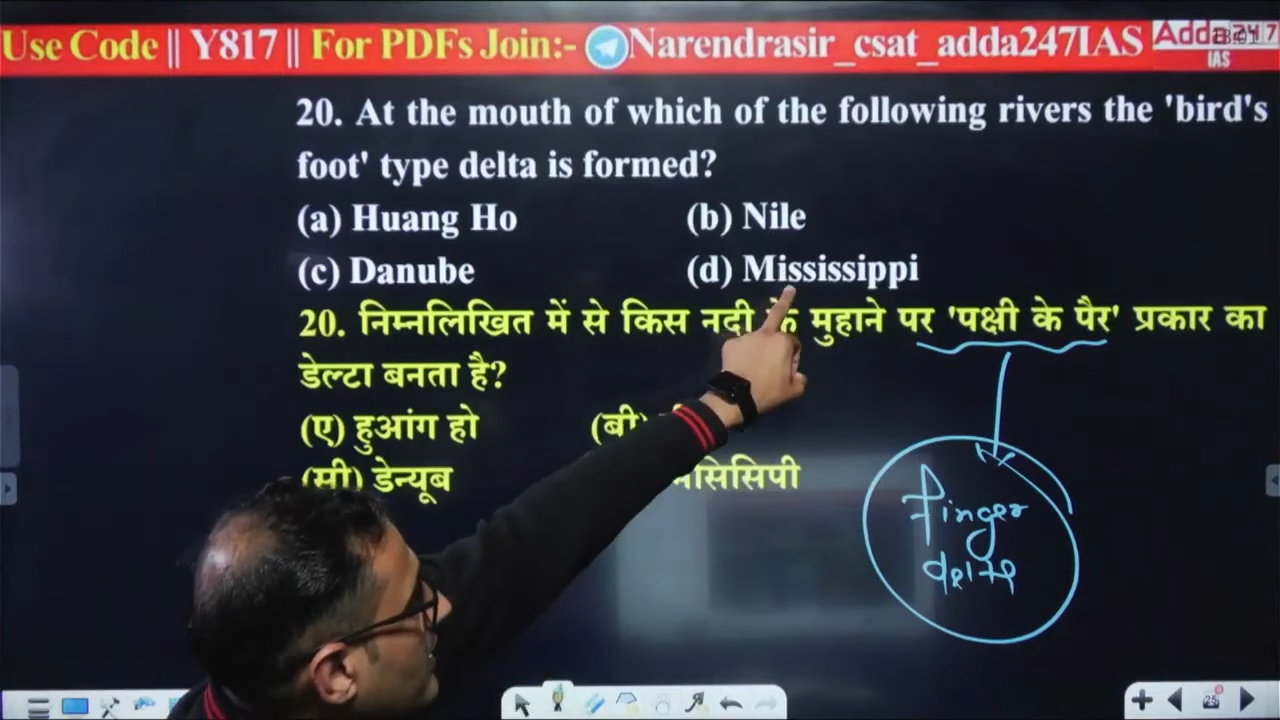 Use Code || Y817 || For PDFs Join:- Narendrasir_csat_adda247IAS Adda247
IAS
20. At the mouth of which of the following rivers the 'bird's
foot' type delta is formed?
(a) Huang Ho (b) Nile
(c) Danube (d) Mississippi
20. निम्नलिखित में से किस नदी के मुहाने पर 'पक्षी के पैर' प्रकार का
डेल्टा बनता है?
(ए) हुआंग हो (बी)
(सी) डेन्यूब
finger
delta